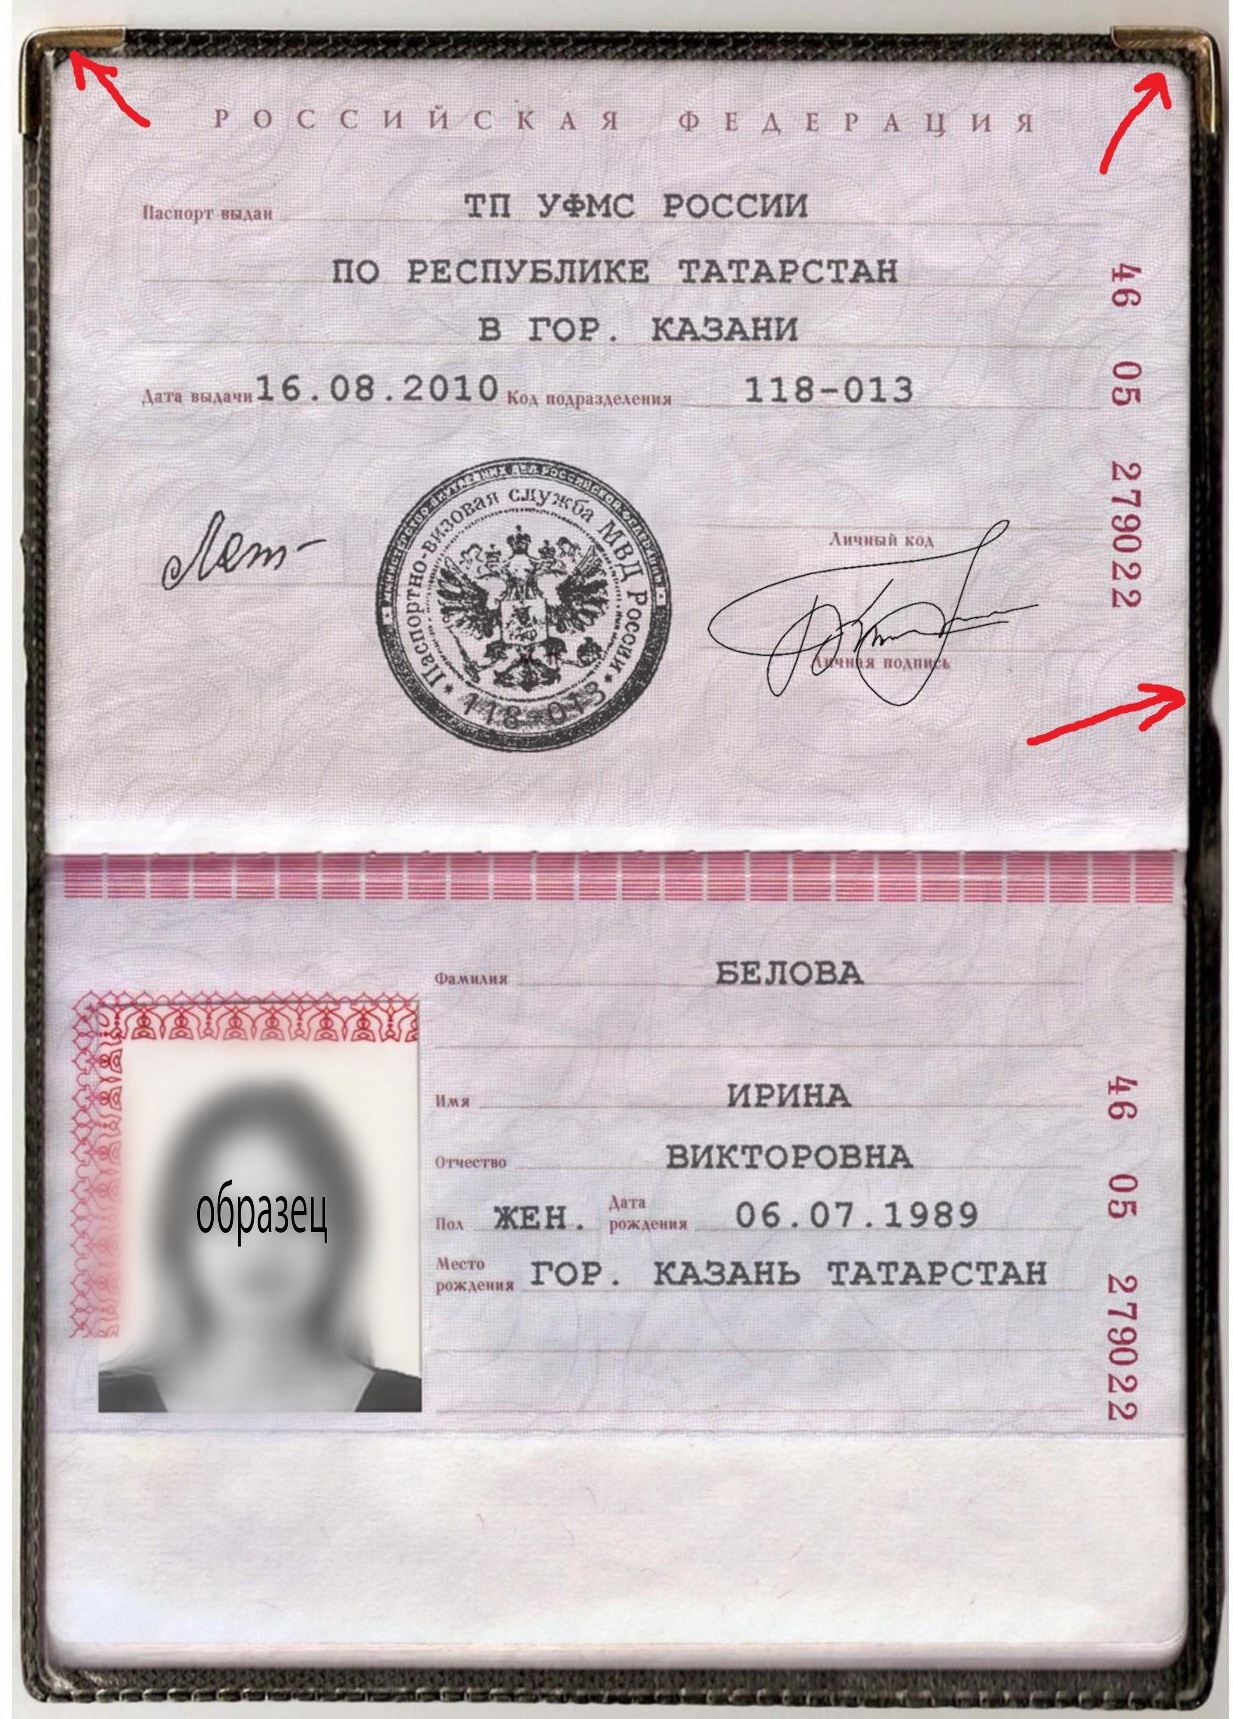 РОССИЙСКАЯ ФЕДЕРАЦИЯ
Паспорт выдан ТП УФМС РОССИИ
ПО РЕСПУБЛИКЕ ТАТАРСТАН
В ГОР. КАЗАНИ
Дата выдачи 16.08.2010 Код подразделения 118-013
46 05 279022
Паспортно-визовая служба МВД России
118-013
Личный код
Личная подпись
Фамилия БЕЛОВА
Имя ИРИНА
Отчество ВИКТОРОВНА
Пол ЖЕН. Дата рождения 06.07.1989
Место рождения ГОР. КАЗАНЬ ТАТАРСТАН
образец
46 05 279022